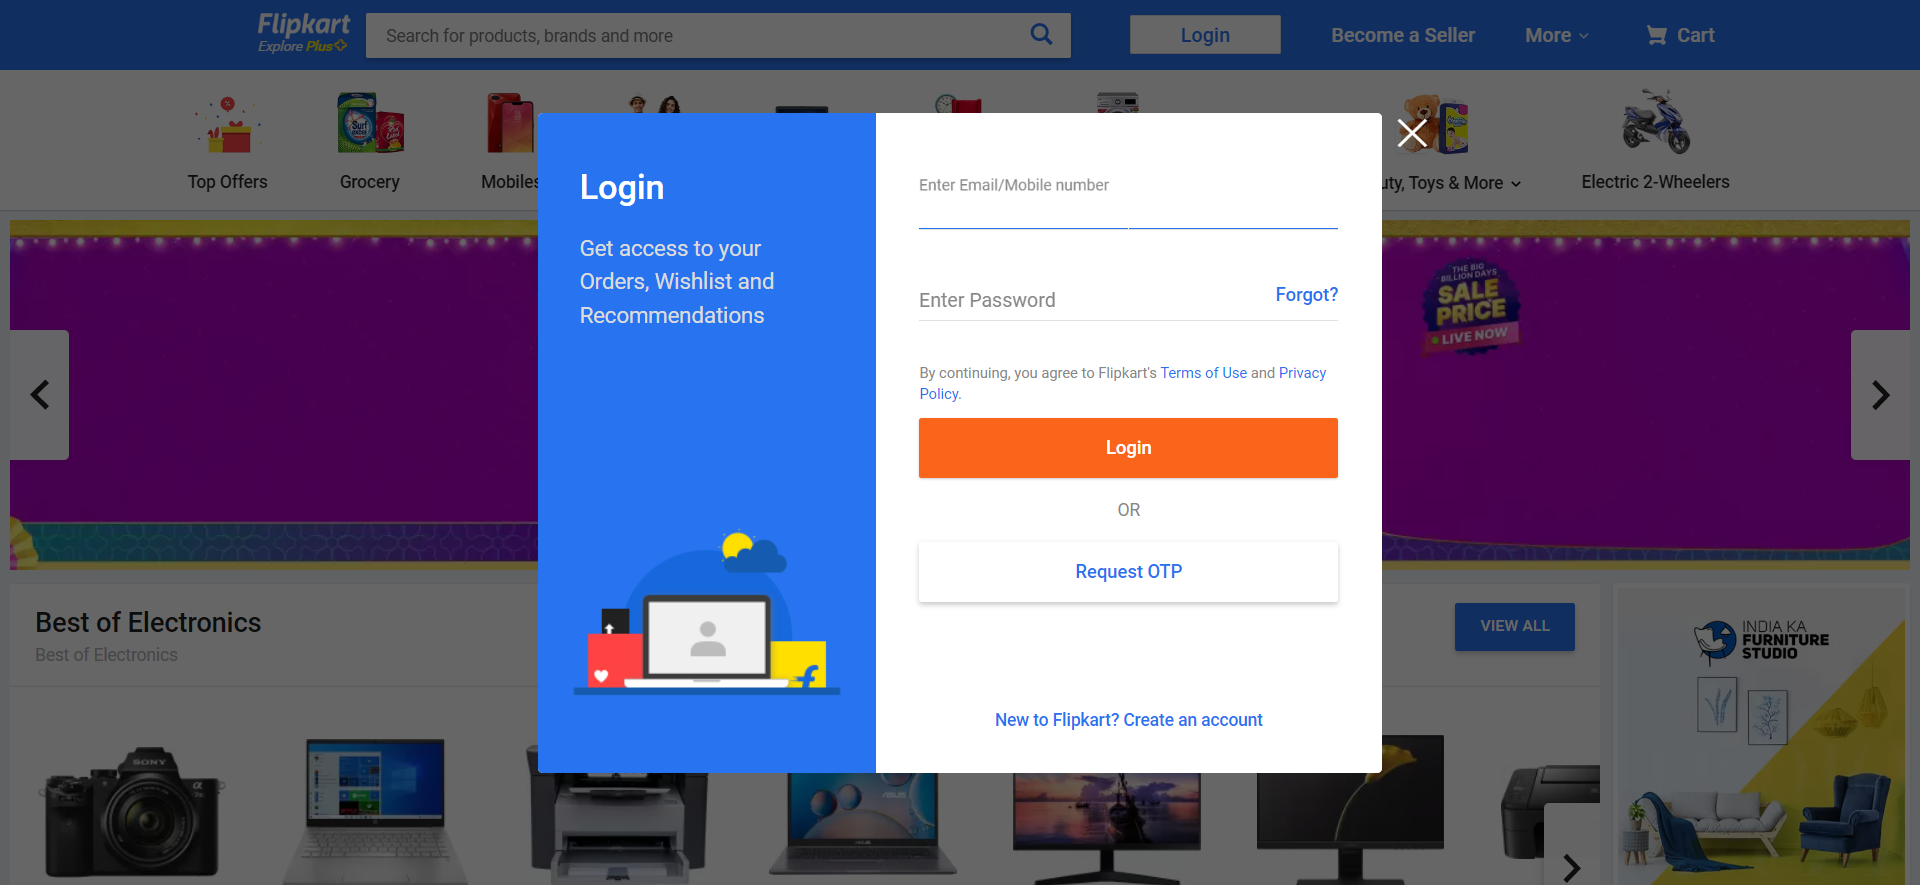 Flipkart
Explore Plus
Search for products, brands and more
Login
Become a Seller
More
Cart
Top Offers
Grocery
Mobiles
uty, Toys & More
Electric 2-Wheelers
Surf
excel
Login
Get access to your
Orders, Wishlist and
Recommendations
Enter Email/Mobile number
Enter Password
Forgot?
By continuing, you agree to Flipkart's Terms of Use and Privacy
Policy.
Login
OR
Request OTP
New to Flipkart? Create an account
THE BIG
BILLION DAYS
SALE
PRICE
LIVE NOW
Best of Electronics
Best of Electronics
VIEW ALL
INDIA KA
FURNITURE
STUDIO
SONY
ASUS